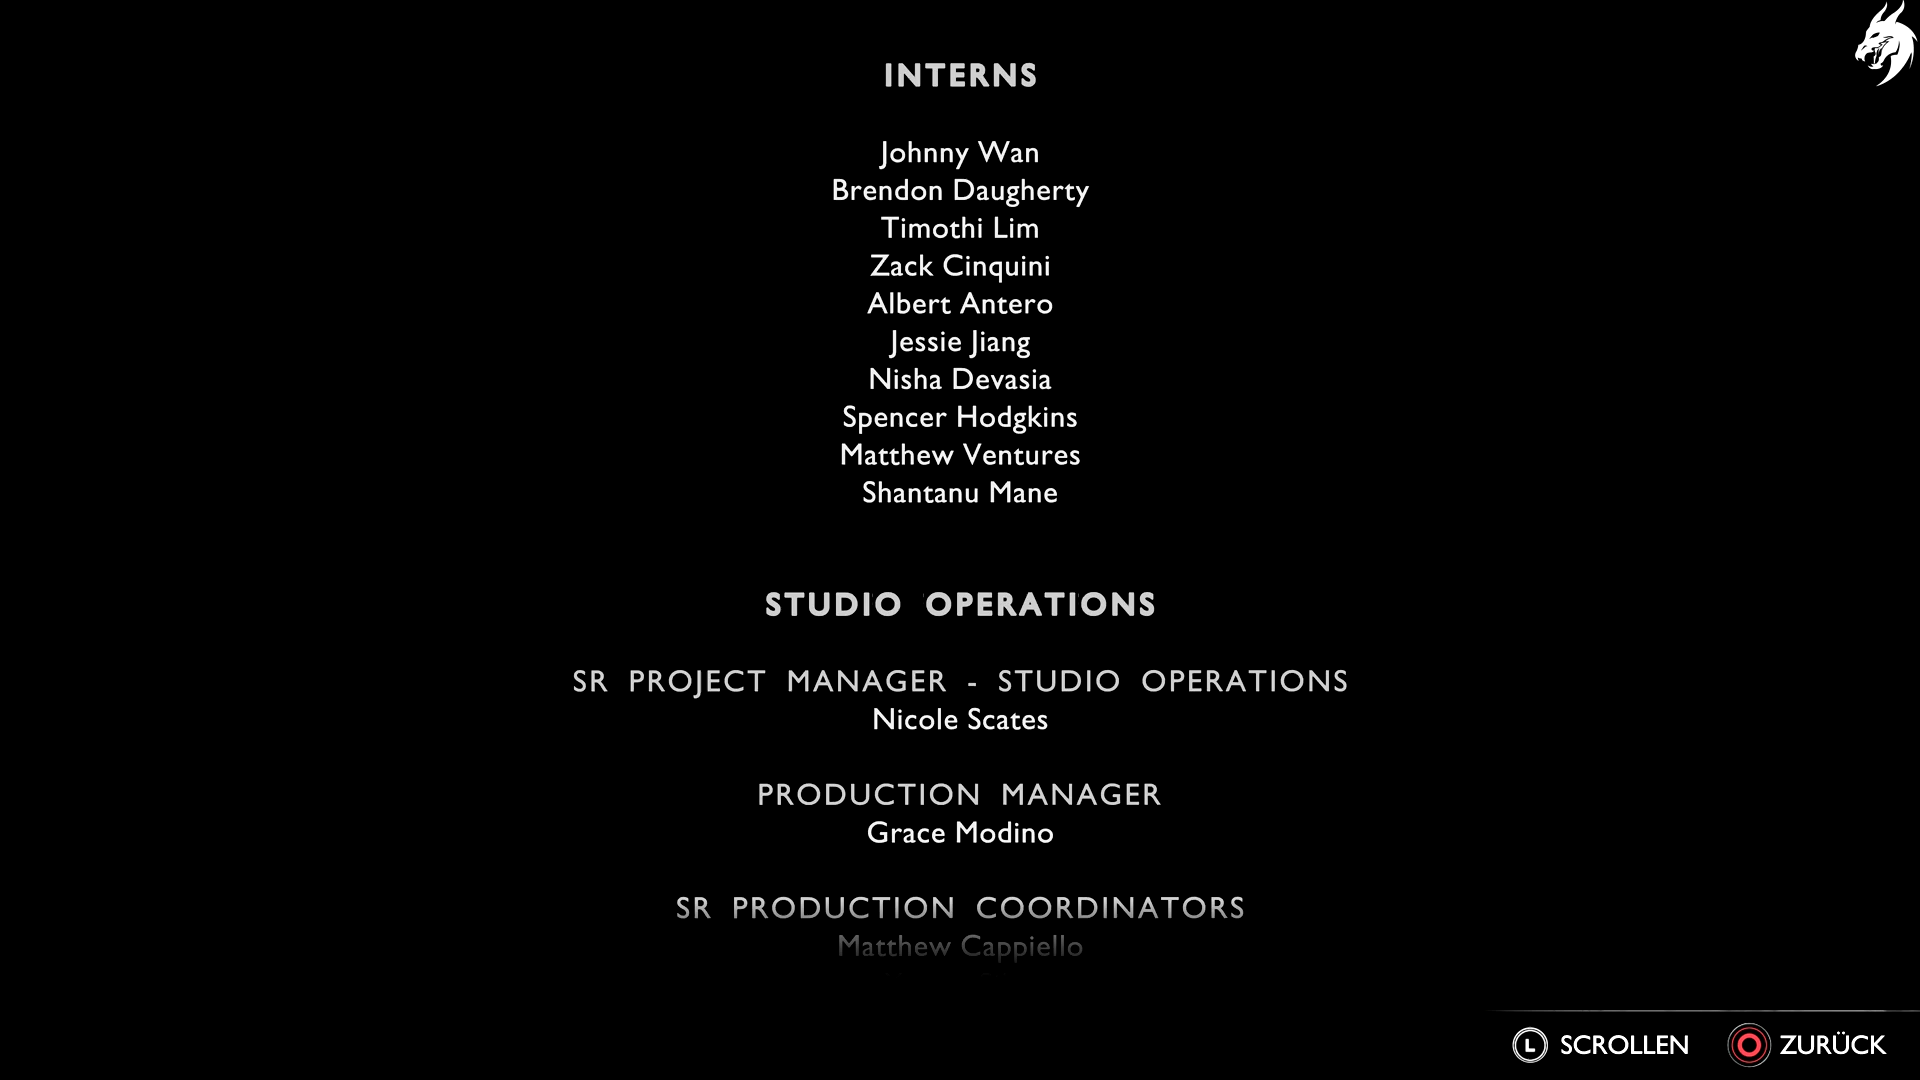 INTERNS
Johnny Wan
Brendon Daugherty
Timothi Lim
Zack Cinquini
Albert Antero
Jessie Jiang
Nisha Devasia
Spencer Hodgkins
Matthew Ventures
Shantanu Mane
STUDIO OPERATIONS
SR PROJECT MANAGER - STUDIO OPERATIONS
Nicole Scates
PRODUCTION MANAGER
Grace Modino
SR PRODUCTION COORDINATORS
Matthew Cappiello
L SCROLLEN ZURÜCK